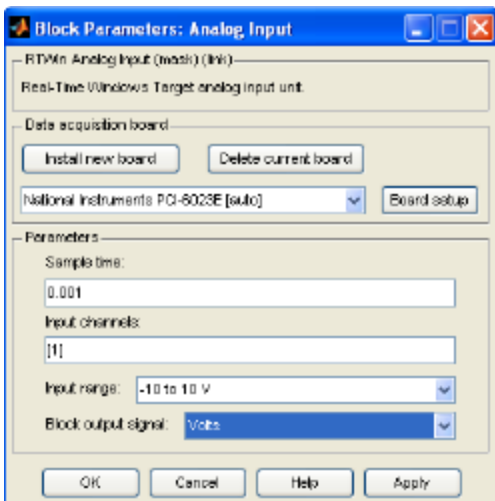 Block Parameters: Analog Input
RTWin Analog Input (mask) (link)
Real-Time Windows Target analog input unit.
Data acquisition board
Install new board Delete current board
National Instruments PCI-6023E [auto] Board setup
Parameters
Sample time:
0.001
Input channels:
[1]
Input range: -10 to 10 V
Block output signal: Volts
OK Cancel Help Apply